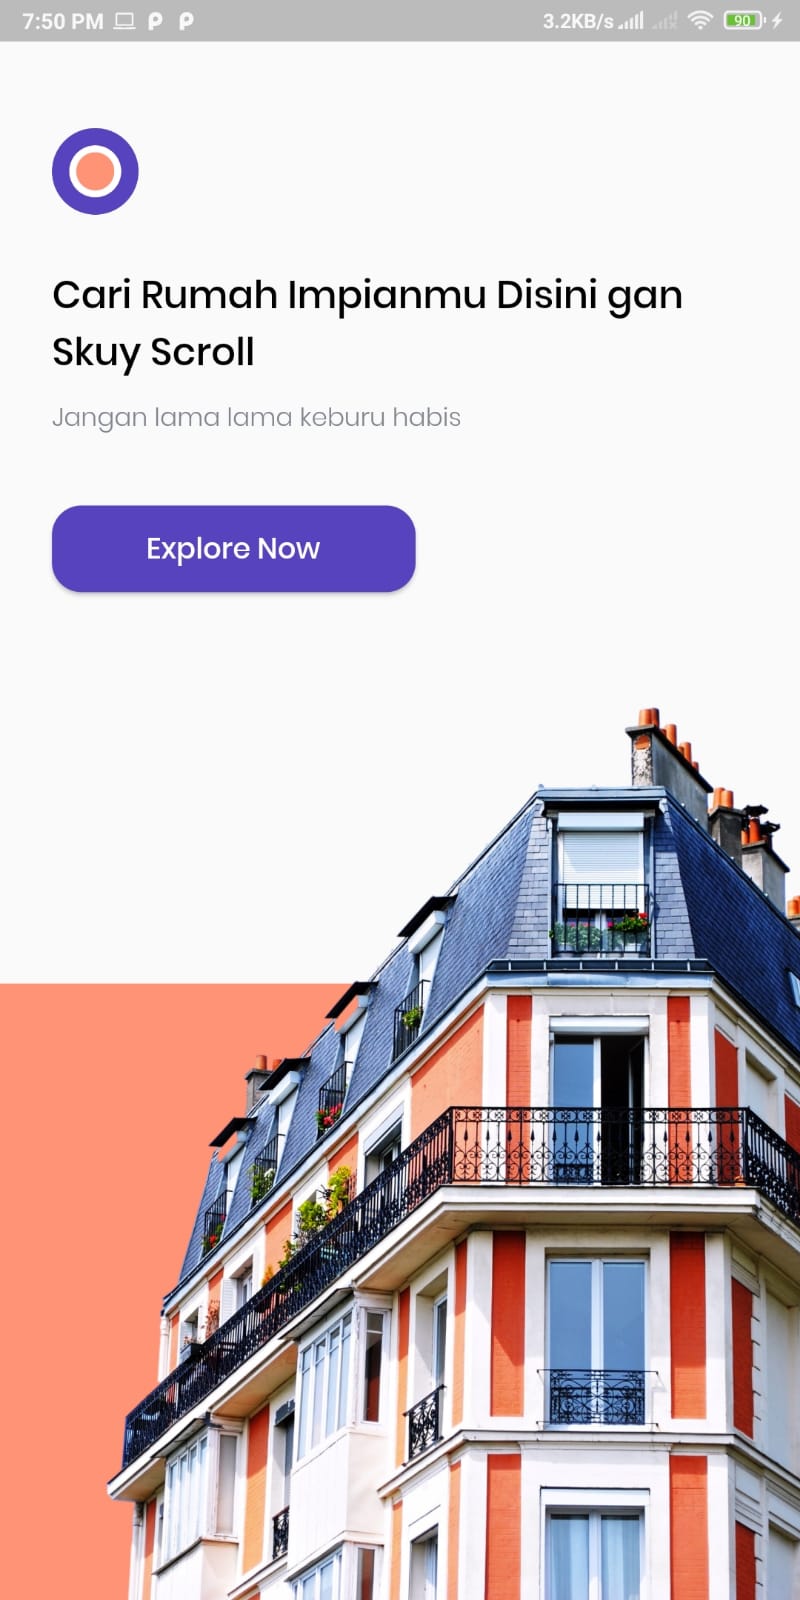 7:50 PM 3.2KB/s 90
Cari Rumah Impianmu Disini gan
Skuy Scroll
Jangan lama lama keburu habis
Explore Now